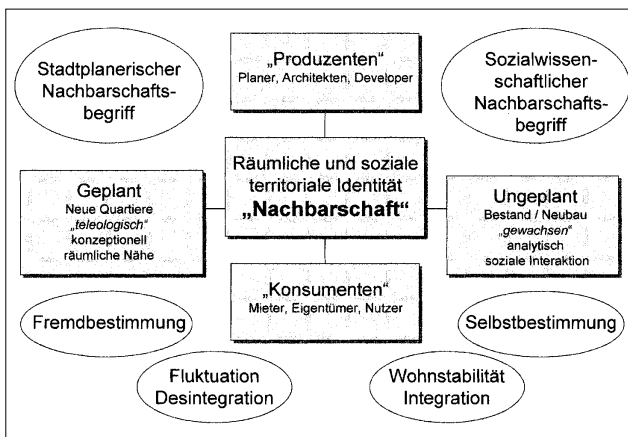 Stadtplanerischer
Nachbarschafts-
begriff
„Produzenten“
Planer, Architekten, Developer
Sozialwissen-
schaftlicher
Nachbarschafts-
begriff
Räumliche und soziale
territoriale Identität
„Nachbarschaft“
Geplant
Neue Quartiere
„teleologisch“
konzeptionell
räumliche Nähe
Ungeplant
Bestand / Neubau
„gewachsen“
analytisch
soziale Interaktion
„Konsumenten“
Mieter, Eigentümer, Nutzer
Fremdbestimmung
Selbstbestimmung
Fluktuation
Desintegration
Wohnstabilität
Integration